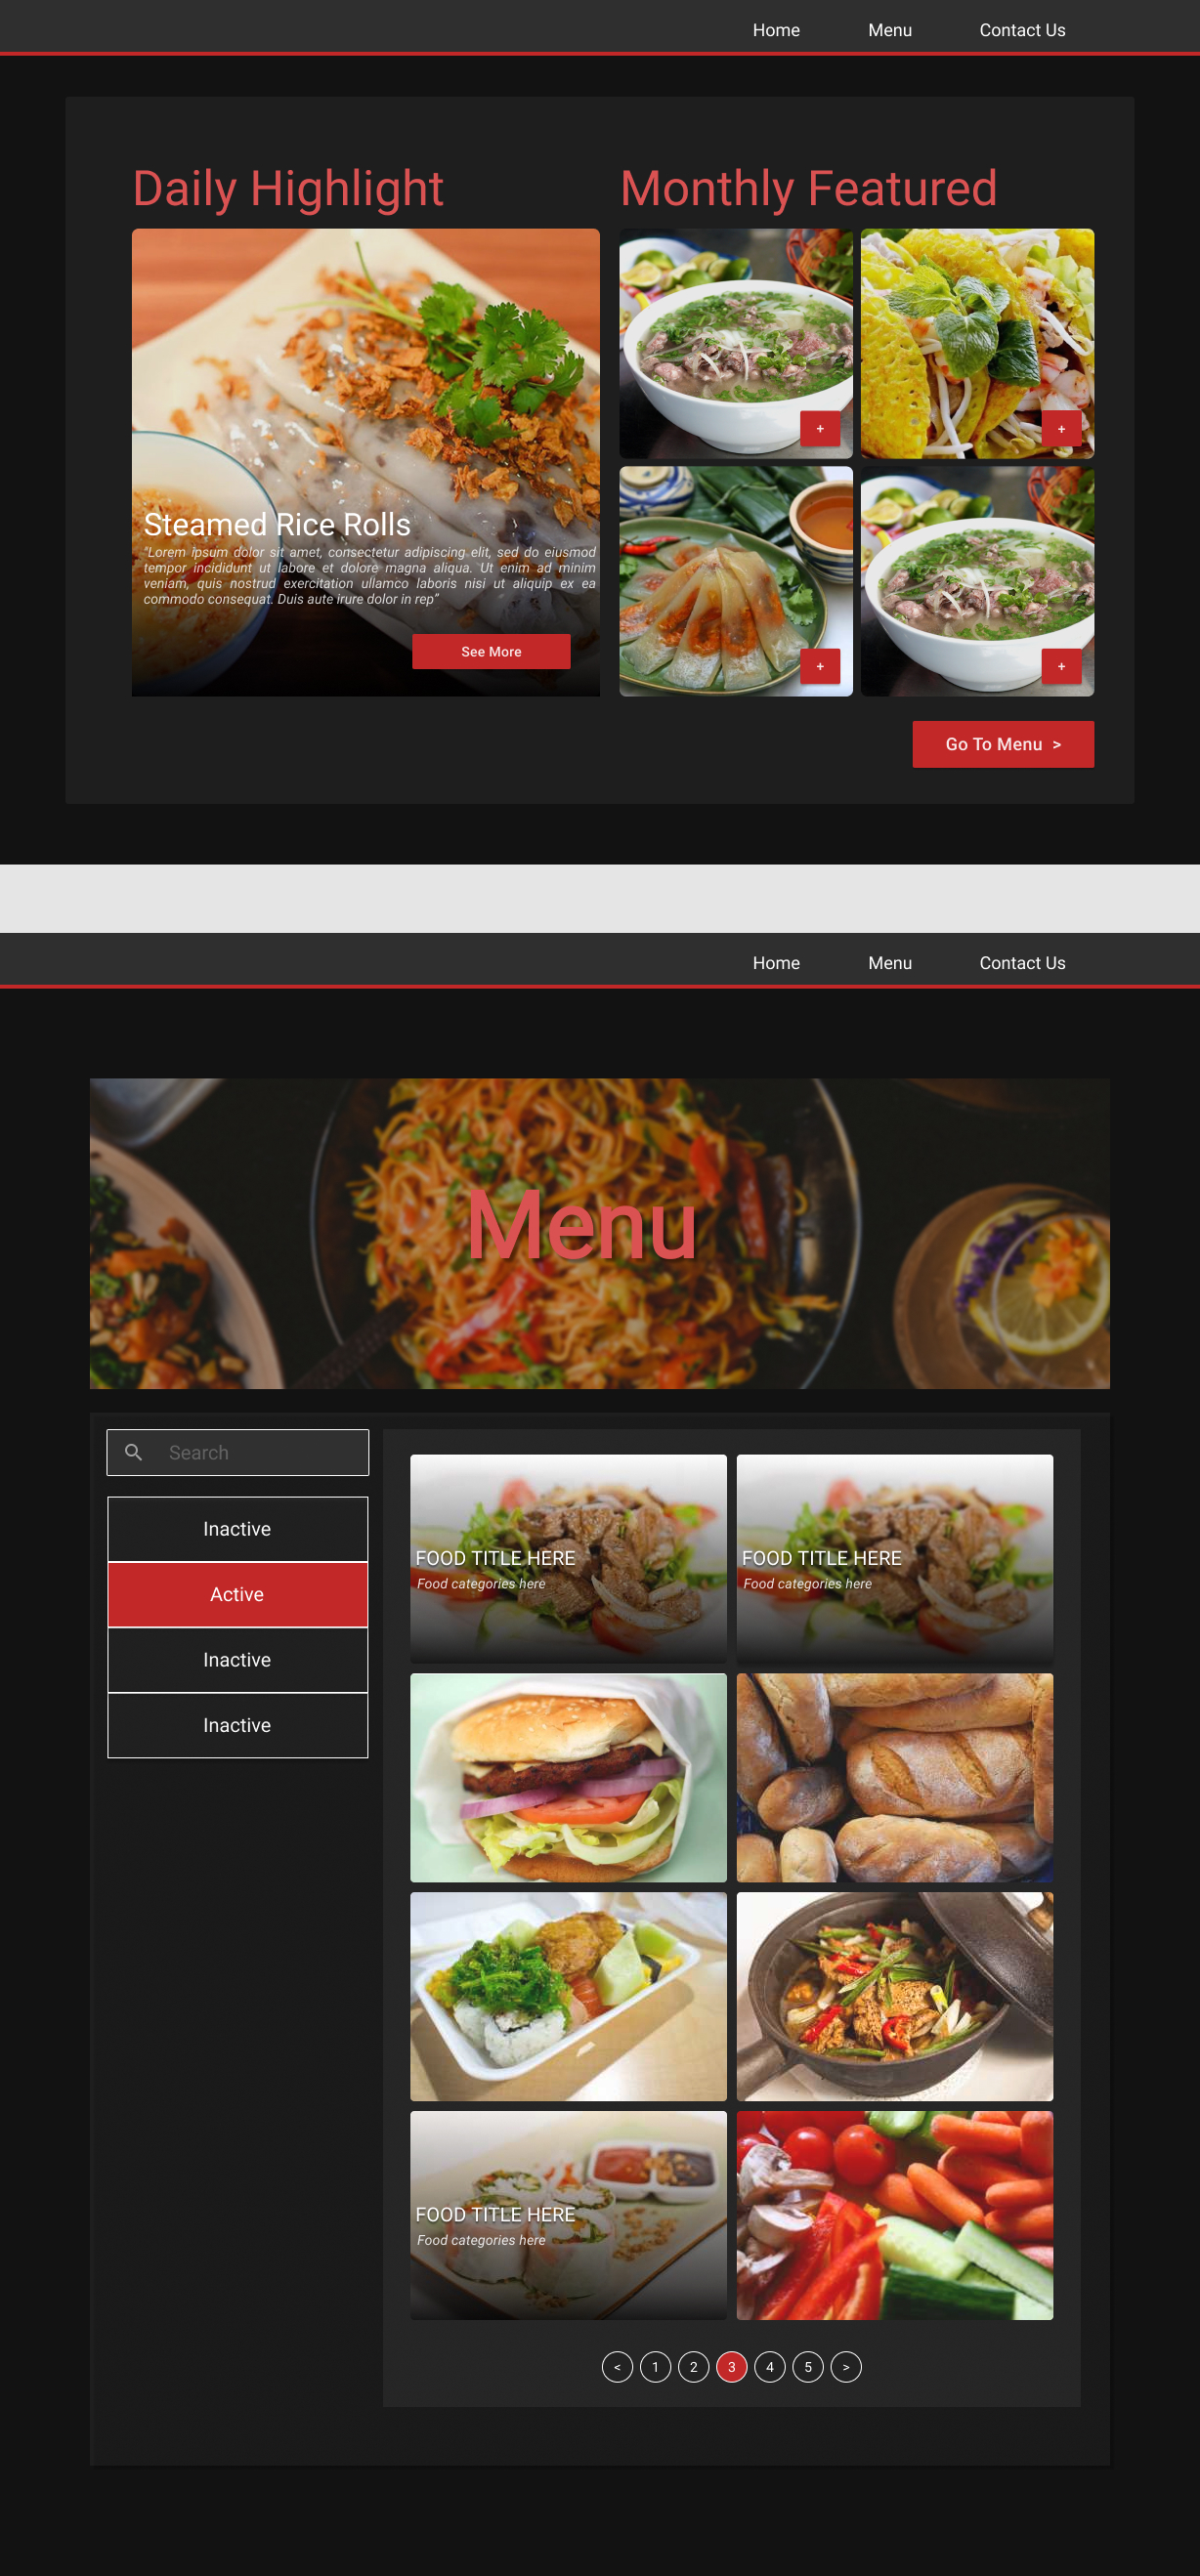 Home Menu Contact Us
Daily Highlight
Monthly Featured
Steamed Rice Rolls
"Lorem ipsum dolor sit amet, consectetur adipiscing elit, sed do eiusmod
tempor incididunt ut labore et dolore magna aliqua. Ut enim ad minim
veniam, quis nostrud exercitation ullamco laboris nisi ut aliquip ex ea
commodo consequat. Duis aute irure dolor in rep"
See More
+
+
+
+
Go To Menu >
Home Menu Contact Us
Menu
Search
Inactive
Active
Inactive
Inactive
FOOD TITLE HERE
Food categories here
FOOD TITLE HERE
Food categories here
FOOD TITLE HERE
Food categories here
< 1 2 3 4 5 >